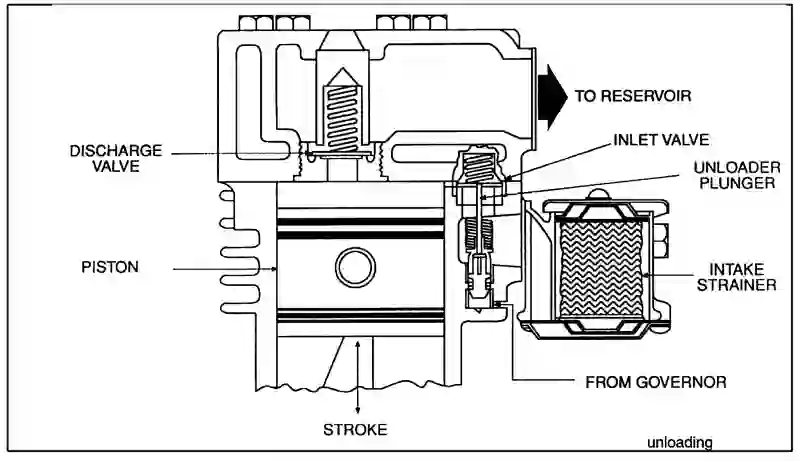 TO RESERVOIR
INLET VALVE
DISCHARGE
VALVE
UNLOADER
PLUNGER
PISTON
INTAKE
STRAINER
FROM GOVERNOR
STROKE
unloading